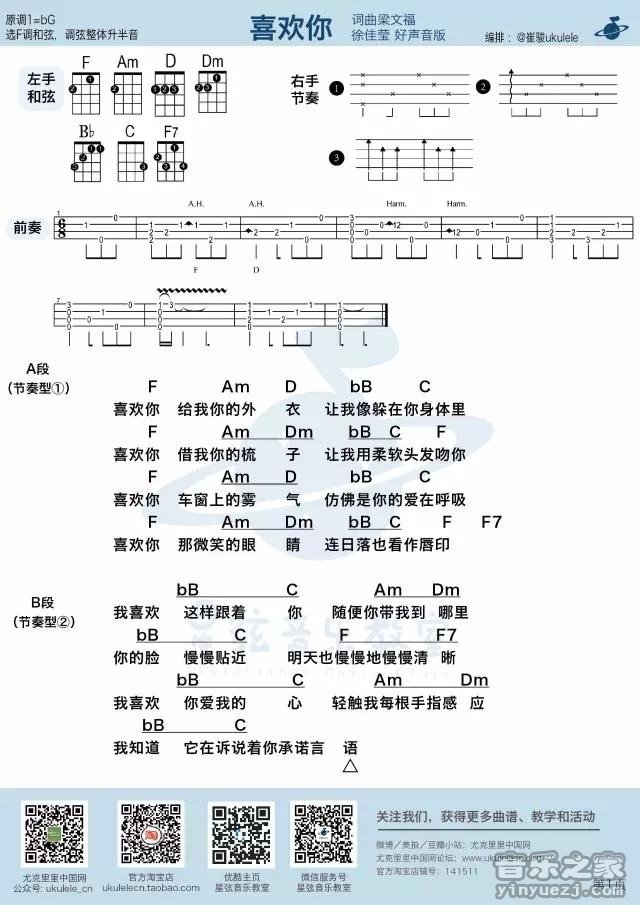 原调1=bG
选F调和弦，调弦整体升半音
喜欢你
词曲梁文福
徐佳莹 好声音版
编排：@崔骏ukulele
左手
和弦
F Am D Dm
B♭ C F7
右手
节奏
1 2
3
前奏
A.H. A.H. Harm. Harm.
F D
A段
(节奏型①)
F Am D bB C
喜欢你 给我你的外 衣 让我像躲在你身体里
F Am Dm bB C F
喜欢你 借我你的梳 子 让我用柔软头发吻你
F Am D bB C
喜欢你 车窗上的雾 气 仿佛是你的爱在呼吸
F Am Dm bB C F F7
喜欢你 那微笑的眼 睛 连日落也看作唇印
B段
(节奏型②)
bB C Am Dm
我喜欢 这样跟着 你 随便你带我到 哪里
bB C F F7
你的脸 慢慢贴近 明天也慢慢地慢慢清 晰
bB C Am Dm
我喜欢 你爱我的 心 轻触我每根手指感 应
bB C
我知道 它在诉说着你承诺言 语
星弦音乐教室
尤克里里中国网
公众号: ukulele_cn
官方淘宝店
ukulelecn.taobao.com
优酷主页
星弦音乐教室
微信服务号
星弦音乐教室
关注我们，获得更多曲谱、教学和活动
微博／美拍／豆瓣小站：尤克里里中国网
尤克里里中国论坛：www.ukulelecn.com
官方淘宝店铺号：141511
第1页
音乐之家
yinyuezj.com